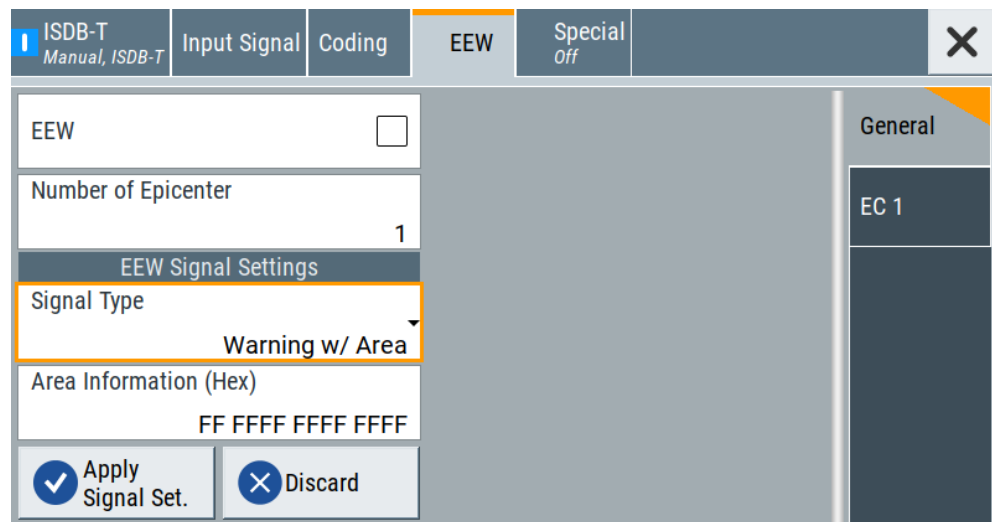 ISDB-T
Manual, ISDB-T
Input Signal
Coding
EEW
Special
Off
EEW
Number of Epicenter
1
EEW Signal Settings
Signal Type
Warning w/ Area
Area Information (Hex)
FF FFFF FFFF FFFF
Apply
Signal Set.
Discard
General
EC 1